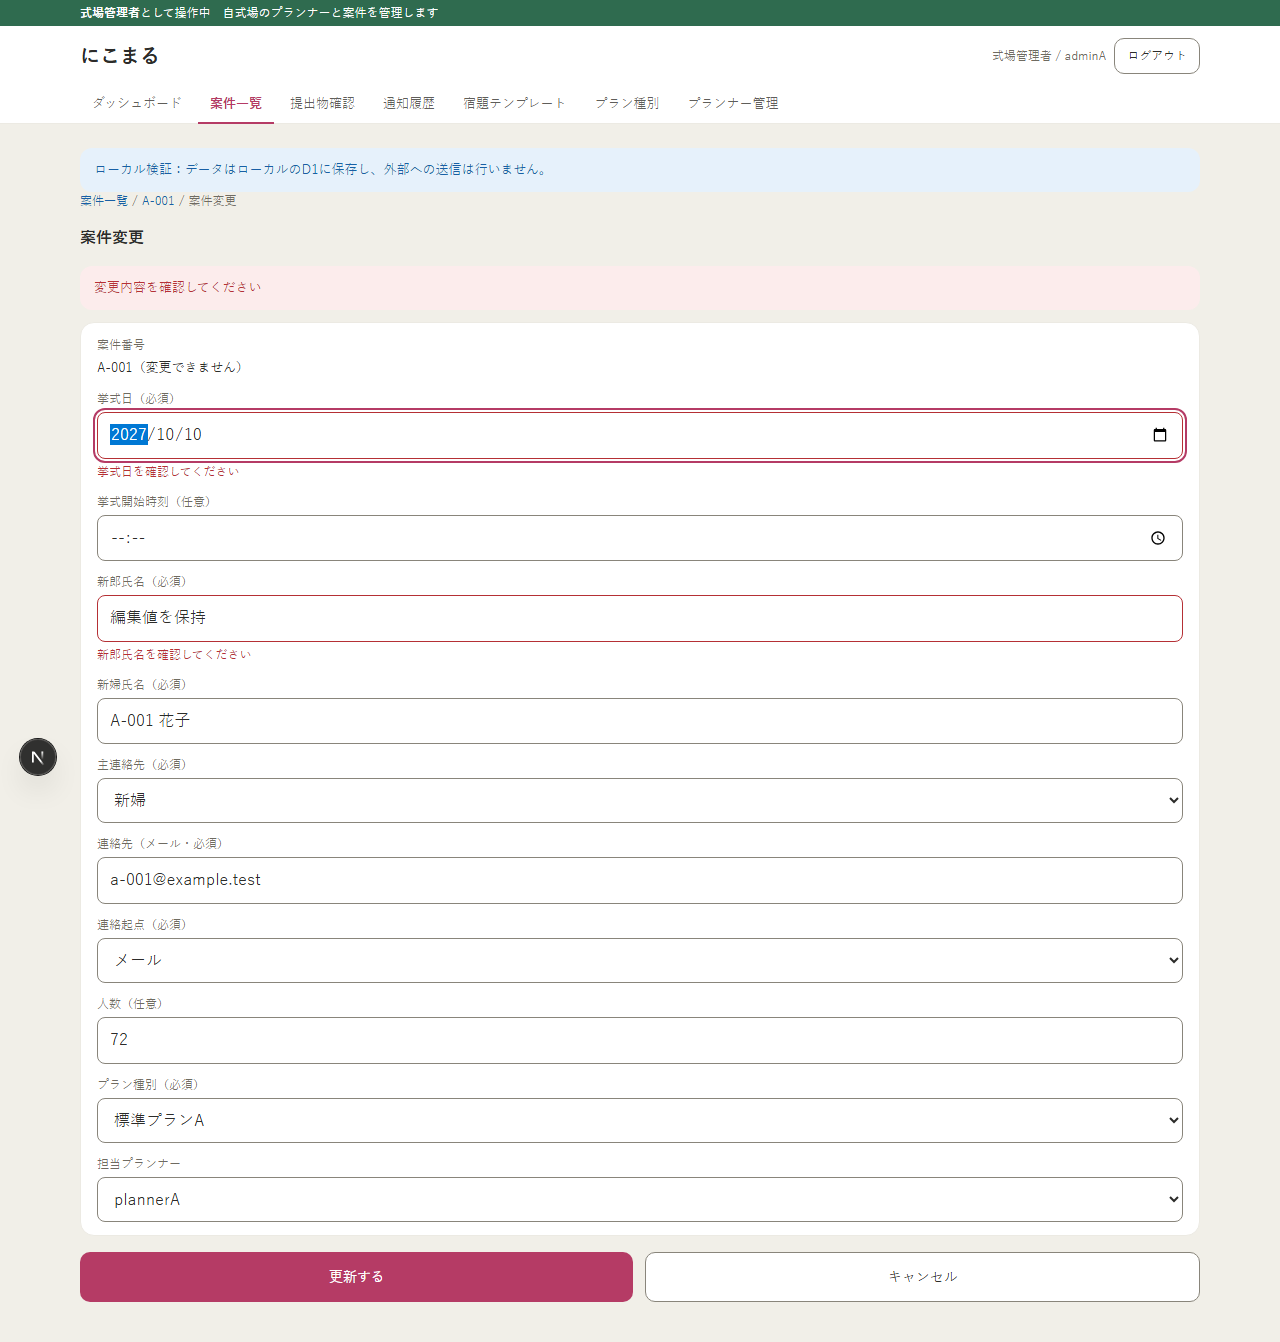 式場管理者として操作中　自式場のプランナーと案件を管理します
にこまる
式場管理者 / adminA
ログアウト
ダッシュボード
案件一覧
提出物確認
通知履歴
宿題テンプレート
プラン種別
プランナー管理
ローカル検証：データはローカルのD1に保存し、外部への送信は行いません。
案件一覧 / A-001 / 案件変更
案件変更
変更内容を確認してください
案件番号
A-001（変更できません）
挙式日（必須）
2027/10/10
挙式日を確認してください
挙式開始時刻（任意）
--:--
新郎氏名（必須）
編集値を保持
新郎氏名を確認してください
新婦氏名（必須）
A-001 花子
主連絡先（必須）
新婦
連絡先（メール・必須）
a-001@example.test
連絡起点（必須）
メール
人数（任意）
72
プラン種別（必須）
標準プランA
担当プランナー
plannerA
更新する
キャンセル
N